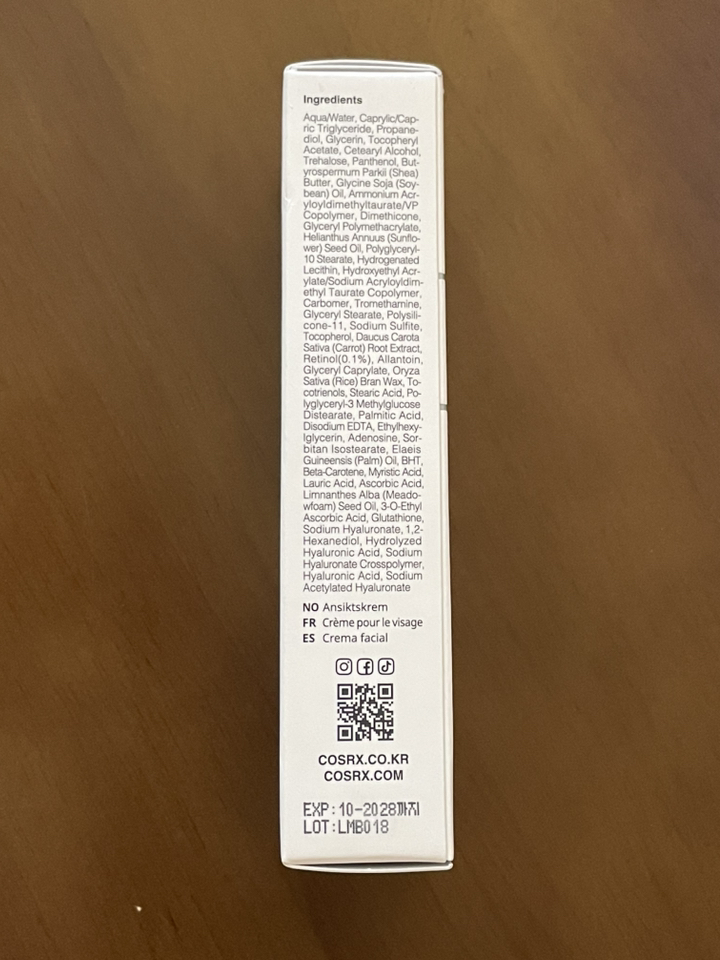 Ingredients
Aqua/Water, Caprylic/Cap-
ric Triglyceride, Propane-
diol, Glycerin, Tocopheryl
Acetate, Cetearyl Alcohol,
Trehalose, Panthenol, But-
yrospermum Parkii (Shea)
Butter, Glycine Soja (Soy-
bean) Oil, Ammonium Acr-
yloyldimethyltaurate/VP
Copolymer, Dimethicone,
Glyceryl Polymethacrylate,
Helianthus Annuus (Sunflo-
wer) Seed Oil, Polyglyceryl-
10 Stearate, Hydrogenated
Lecithin, Hydroxyethyl Acr-
ylate/Sodium Acryloyldim-
ethyl Taurate Copolymer,
Carbomer, Tromethamine,
Glyceryl Stearate, Polysili-
cone-11, Sodium Sulfite,
Tocopherol, Daucus Carota
Sativa (Carrot) Root Extract,
Retinol(0.1%), Allantoin,
Glyceryl Caprylate, Oryza
Sativa (Rice) Bran Wax, To-
cotrienols, Stearic Acid, Po-
lyglyceryl-3 Methylglucose
Distearate, Palmitic Acid,
Disodium EDTA, Ethylhexy-
lglycerin, Adenosine, Sor-
bitan Isostearate, Elaeis
Guineensis (Palm) Oil, BHT,
Beta-Carotene, Myristic Acid,
Lauric Acid, Ascorbic Acid,
Limnanthes Alba (Meado-
wfoam) Seed Oil, 3-O-Ethyl
Ascorbic Acid, Glutathione,
Sodium Hyaluronate, 1,2-
Hexanediol, Hydrolyzed
Hyaluronic Acid, Sodium
Hyaluronate Crosspolymer,
Hyaluronic Acid, Sodium
Acetylated Hyaluronate
NO Ansiktskrem
FR Crème pour le visage
ES Crema facial
COSRX.CO.KR
COSRX.COM
EXP:10-2028까지
LOT:LMB018